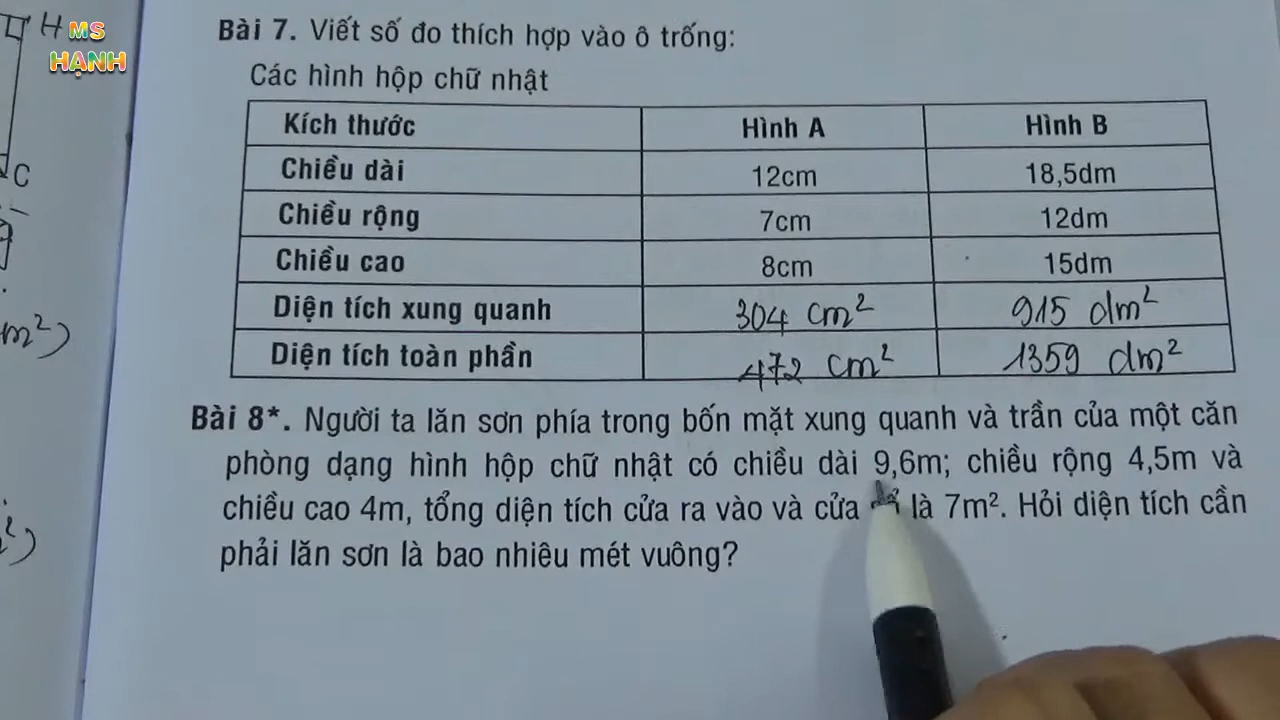 H
MS
HẠNH
C
m²)
²)
Bài 7. Viết số đo thích hợp vào ô trống:
Các hình hộp chữ nhật
Kích thước Hình A Hình B
Chiều dài 12cm 18,5dm
Chiều rộng 7cm 12dm
Chiều cao 8cm 15dm
Diện tích xung quanh 304 cm² 915 dm²
Diện tích toàn phần 472 cm² 1359 dm²
Bài 8*. Người ta lăn sơn phía trong bốn mặt xung quanh và trần của một căn
phòng dạng hình hộp chữ nhật có chiều dài 9,6m; chiều rộng 4,5m và
chiều cao 4m, tổng diện tích cửa ra vào và cửa là 7m². Hỏi diện tích cần
phải lăn sơn là bao nhiêu mét vuông?